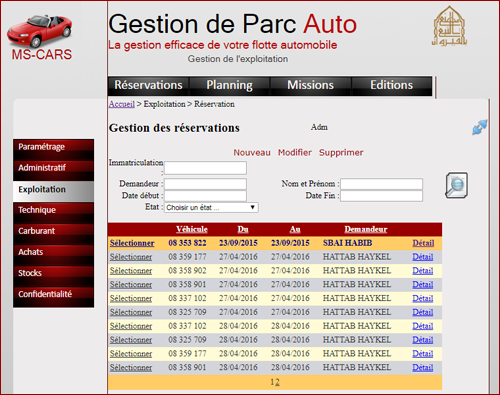 Gestion de Parc Auto
La gestion efficace de votre flotte automobile
MS-CARS
Gestion de l'exploitation
Réservations Planning Missions Editions
Accueil > Exploitation > Réservation
Gestion des réservations Adm
Paramétrage
Administratif
Exploitation
Technique
Carburant
Achats
Stocks
Confidentialité
Nouveau Modifier Supprimer
Immatriculation :
Demandeur : Nom et Prénom :
Date début : Date Fin :
Etat : Choisir un état ...
Véhicule Du Au Demandeur
Sélectionner 08 353 822 23/09/2015 23/09/2015 SBAI HABIB Détail
Sélectionner 08 359 177 27/04/2016 27/04/2016 HATTAB HAYKEL Détail
Sélectionner 08 358 902 27/04/2016 27/04/2016 HATTAB HAYKEL Détail
Sélectionner 08 358 901 27/04/2016 27/04/2016 HATTAB HAYKEL Détail
Sélectionner 08 337 102 27/04/2016 27/04/2016 HATTAB HAYKEL Détail
Sélectionner 08 325 709 27/04/2016 27/04/2016 HATTAB HAYKEL Détail
Sélectionner 08 337 102 28/04/2016 28/04/2016 HATTAB HAYKEL Détail
Sélectionner 08 325 709 28/04/2016 28/04/2016 HATTAB HAYKEL Détail
Sélectionner 08 359 177 28/04/2016 28/04/2016 HATTAB HAYKEL Détail
Sélectionner 08 358 901 28/04/2016 28/04/2016 HATTAB HAYKEL Détail
1 2